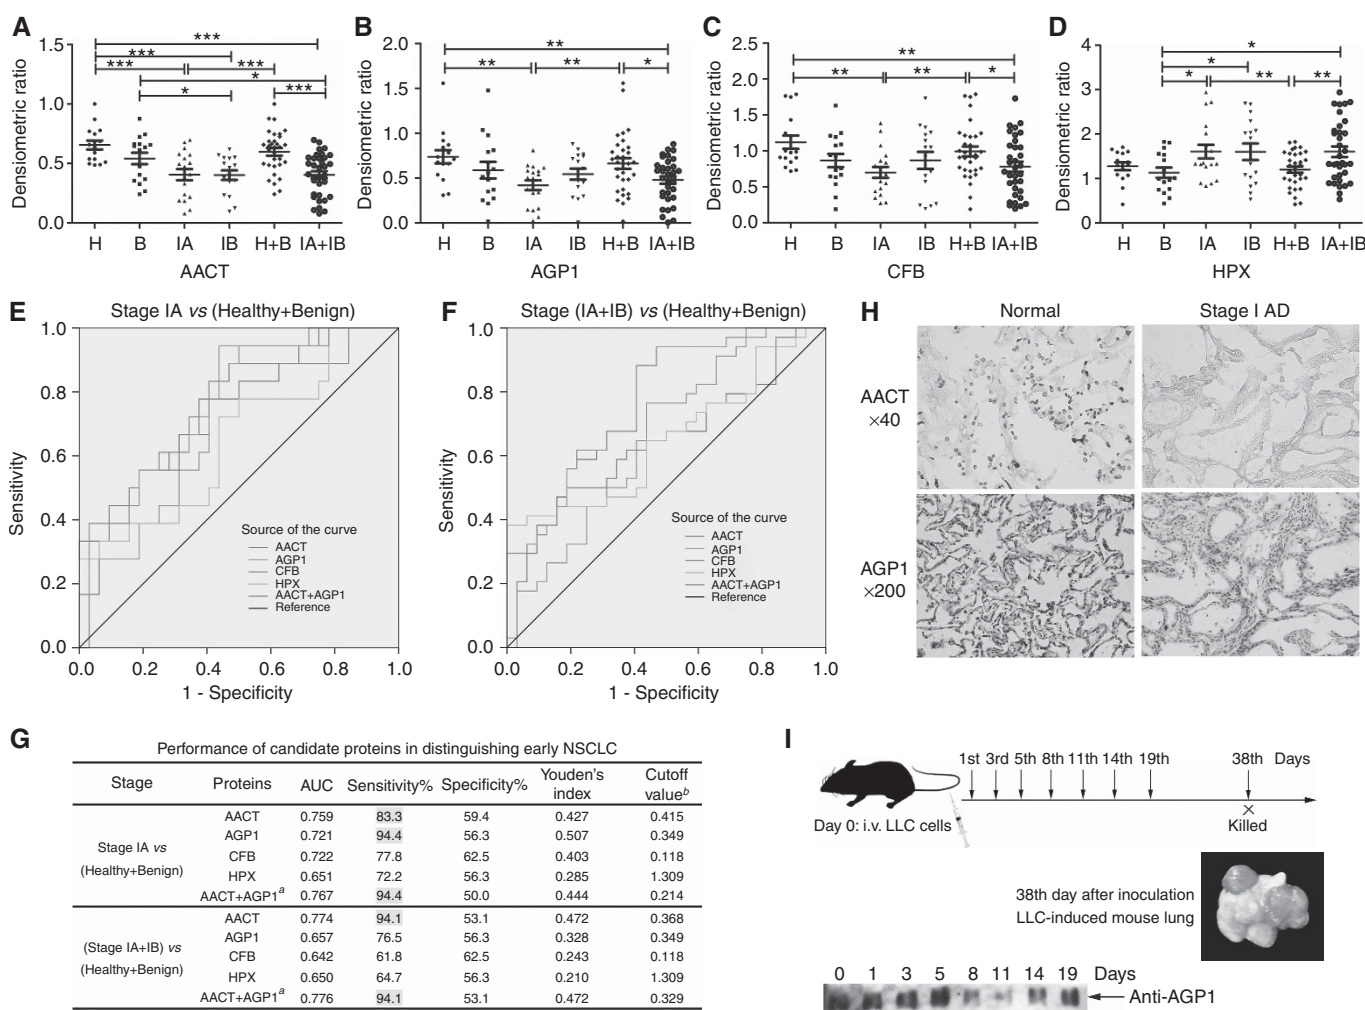 A
Densiometric ratio
1.5
1.0
0.5
0.0
***
***
***
***
*
*
***
H B IA IB H+B IA+IB
AACT
B
Densiometric ratio
2.0
1.5
1.0
0.5
0.0
**
**
**
*
H B IA IB H+B IA+IB
AGP1
C
Densiometric ratio
2.5
2.0
1.5
1.0
0.5
0.0
**
**
**
*
H B IA IB H+B IA+IB
CFB
D
Densiometric ratio
4
3
2
1
0
*
*
*
**
**
H B IA IB H+B IA+IB
HPX
E
Stage IA vs (Healthy+Benign)
Sensitivity
1.0
0.8
0.6
0.4
0.2
0.0
Source of the curve
AACT
AGP1
CFB
HPX
AACT+AGP1
Reference
0.0 0.2 0.4 0.6 0.8 1.0
1 - Specificity
F
Stage (IA+IB) vs (Healthy+Benign)
Sensitivity
1.0
0.8
0.6
0.4
0.2
0.0
Source of the curve
AACT
AGP1
CFB
HPX
AACT+AGP1
Reference
0.0 0.2 0.4 0.6 0.8 1.0
1 - Specificity
H
Normal Stage I AD
AACT
×40
AGP1
×200
G
Performance of candidate proteins in distinguishing early NSCLC
Stage Proteins AUC Sensitivity% Specificity% Youden's index Cutoff value^b
Stage IA vs
(Healthy+Benign)
AACT 0.759 83.3 59.4 0.427 0.415
AGP1 0.721 94.4 56.3 0.507 0.349
CFB 0.722 77.8 62.5 0.403 0.118
HPX 0.651 72.2 56.3 0.285 1.309
AACT+AGP1^a 0.767 94.4 50.0 0.444 0.214
(Stage IA+IB) vs
(Healthy+Benign)
AACT 0.774 94.1 53.1 0.472 0.368
AGP1 0.657 76.5 56.3 0.328 0.349
CFB 0.642 61.8 62.5 0.243 0.118
HPX 0.650 64.7 56.3 0.210 1.309
AACT+AGP1^a 0.776 94.1 53.1 0.472 0.329
I
1st 3rd 5th 8th 11th 14th 19th 38th Days
Day 0: i.v. LLC cells
×
Killed
38th day after inoculation
LLC-induced mouse lung
0 1 3 5 8 11 14 19 Days
Anti-AGP1